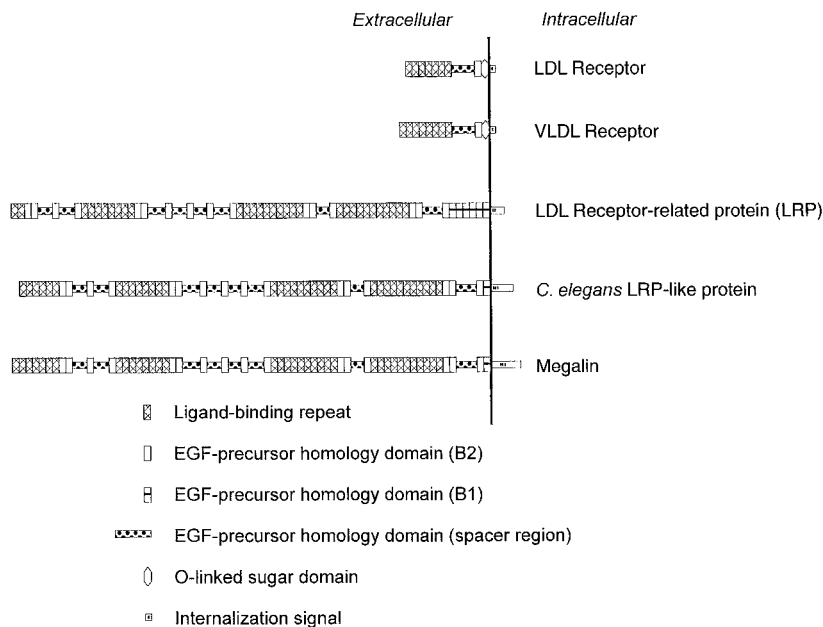 Extracellular Intracellular
LDL Receptor
VLDL Receptor
LDL Receptor-related protein (LRP)
C. elegans LRP-like protein
Megalin
Ligand-binding repeat
EGF-precursor homology domain (B2)
EGF-precursor homology domain (B1)
EGF-precursor homology domain (spacer region)
O-linked sugar domain
Internalization signal